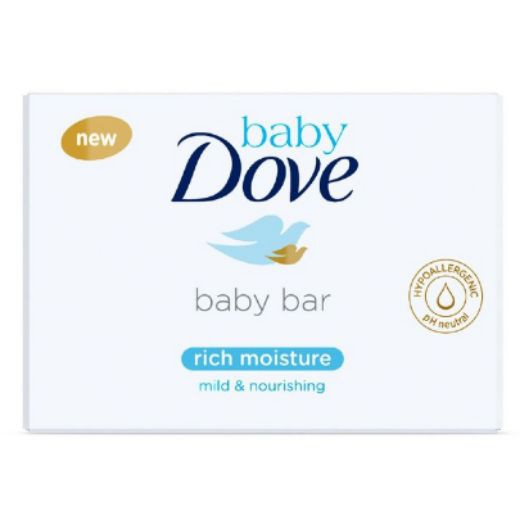 new
baby
Dove
baby bar
HYPOALLERGENIC
pH neutral
rich moisture
mild & nourishing